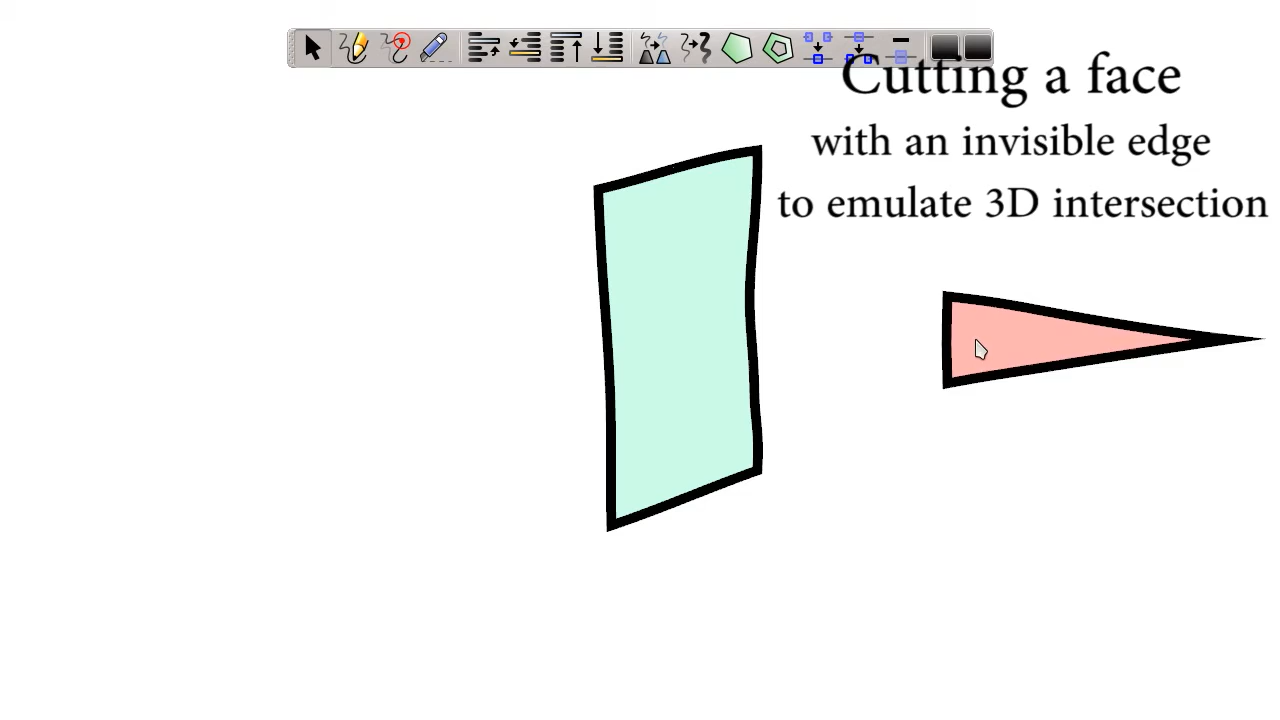 Cutting a face
with an invisible edge
to emulate 3D intersection